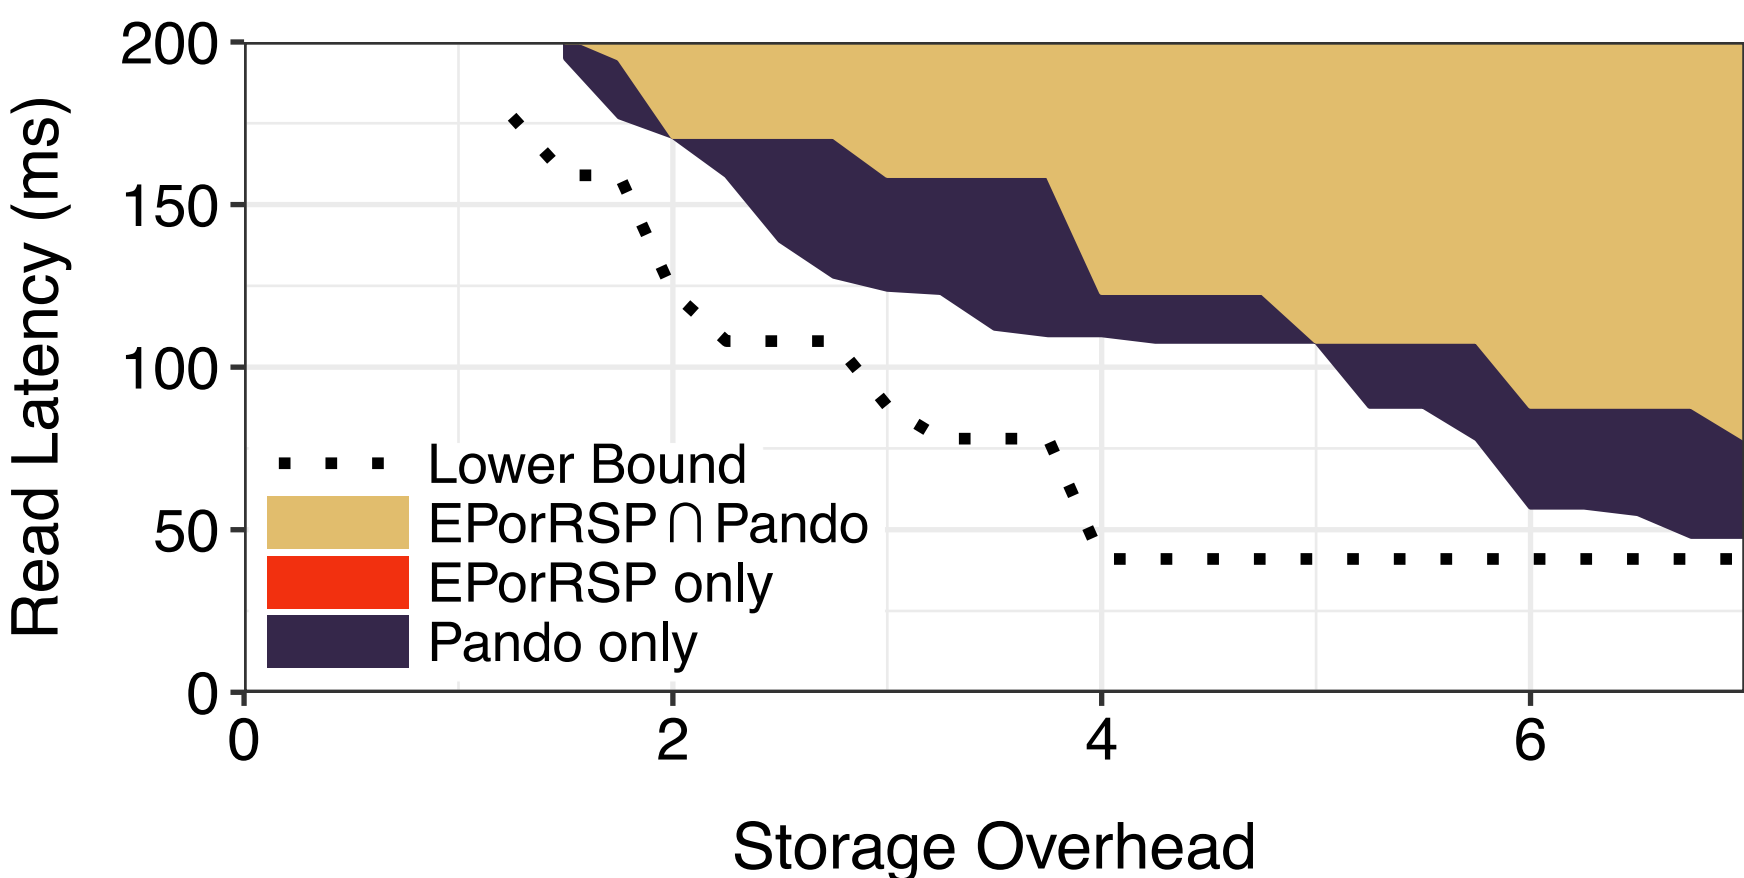 200
150
100
50
0
Read Latency (ms)
Lower Bound
EPorRSP ∩ Pando
EPorRSP only
Pando only
0 2 4 6
Storage Overhead